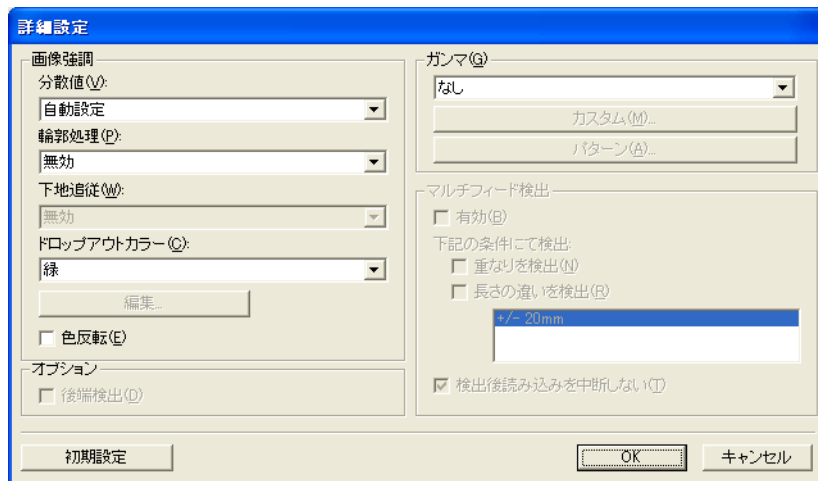 詳細設定
画像強調
分散値(V):
自動設定
輪郭処理(P):
無効
下地追従(W):
無効
ドロップアウトカラー(C):
緑
編集...
色反転(E)
オプション
後端検出(D)
ガンマ(G)
なし
カスタム(M)...
パターン(A)...
マルチフィード検出
有効(B)
下記の条件にて検出:
重なりを検出(N)
長さの違いを検出(R)
+/- 20mm
検出後読み込みを中断しない(T)
初期設定
OK
キャンセル